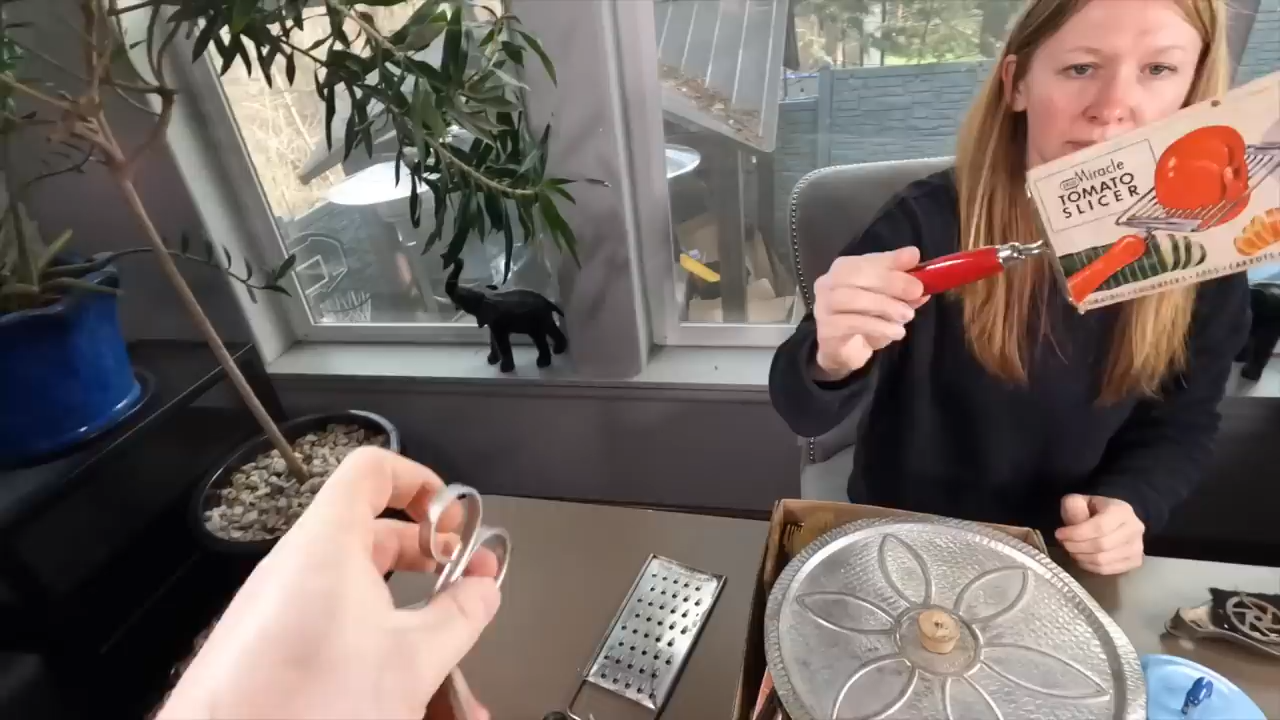 Miracle
TOMATO
SLICER
CUCUMBERS • EGGS • CARROTS